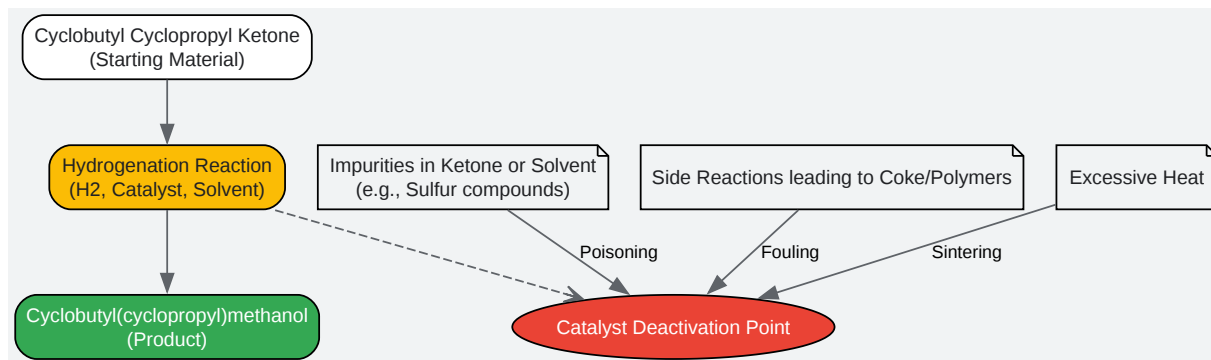 Cyclobutyl Cyclopropyl Ketone
(Starting Material)
Hydrogenation Reaction
(H2, Catalyst, Solvent)
Impurities in Ketone or Solvent
(e.g., Sulfur compounds)
Side Reactions leading to Coke/Polymers
Excessive Heat
Poisoning
Fouling
Sintering
Cyclobutyl(cyclopropyl)methanol
(Product)
Catalyst Deactivation Point